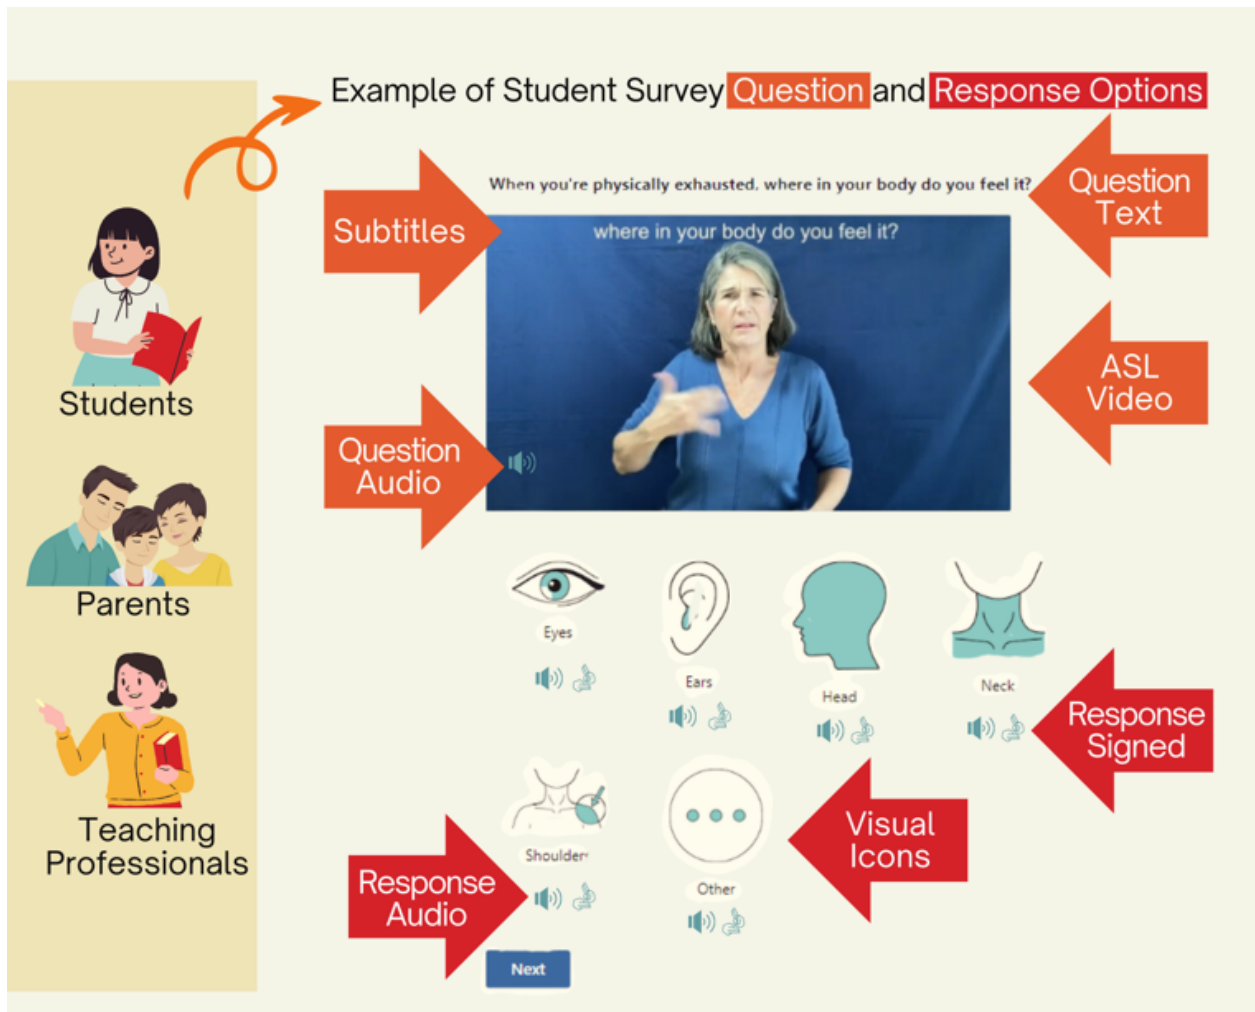 Example of Student Survey Question and Response Options
Students
Parents
Teaching
Professionals
When you're physically exhausted, where in your body do you feel it?
Question
Text
Subtitles
where in your body do you feel it?
ASL
Video
Question
Audio
Eyes
Ears
Head
Neck
Response
Signed
Shoulder
Other
Visual
Icons
Response
Audio
Next